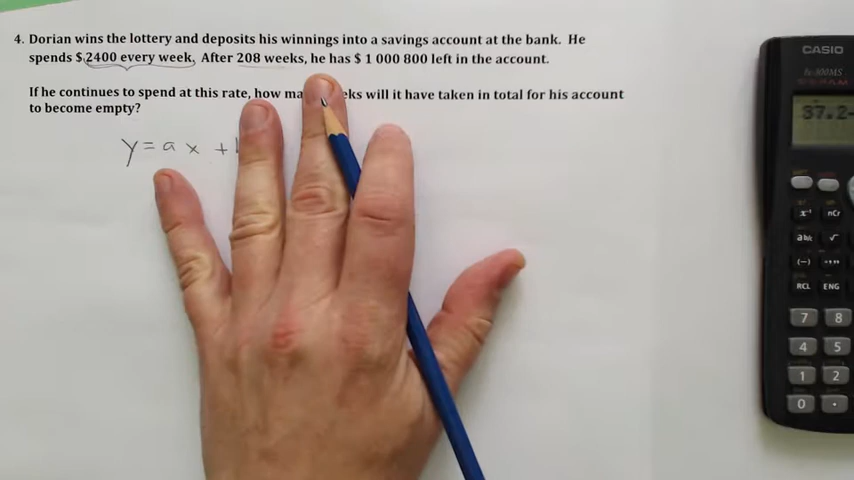 4. Dorian wins the lottery and deposits his winnings into a savings account at the bank. He
spends $2400 every week. After 208 weeks, he has $ 1 000 800 left in the account.
If he continues to spend at this rate, how will it have taken in total for his account
to become empty?
y = a x +
CASIO
37.2-
x⁻¹ nCr
ab/c √
(-) °,,,
RCL ENG
7 8
4 5
1 2
0 .